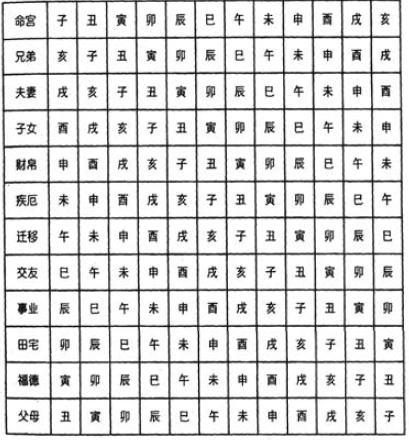 命宫 子 丑 寅 卯 辰 巳 午 未 申 酉 戌 亥
兄弟 亥 子 丑 寅 卯 辰 巳 午 未 申 酉 戌
夫妻 戌 亥 子 丑 寅 卯 辰 巳 午 未 申 酉
子女 酉 戌 亥 子 丑 寅 卯 辰 巳 午 未 申
财帛 申 酉 戌 亥 子 丑 寅 卯 辰 巳 午 未
疾厄 未 申 酉 戌 亥 子 丑 寅 卯 辰 巳 午
迁移 午 未 申 酉 戌 亥 子 丑 寅 卯 辰 巳
交友 巳 午 未 申 酉 戌 亥 子 丑 寅 卯 辰
事业 辰 巳 午 未 申 酉 戌 亥 子 丑 寅 卯
田宅 卯 辰 巳 午 未 申 酉 戌 亥 子 丑 寅
福德 寅 卯 辰 巳 午 未 申 酉 戌 亥 子 丑
父母 丑 寅 卯 辰 巳 午 未 申 酉 戌 亥 子